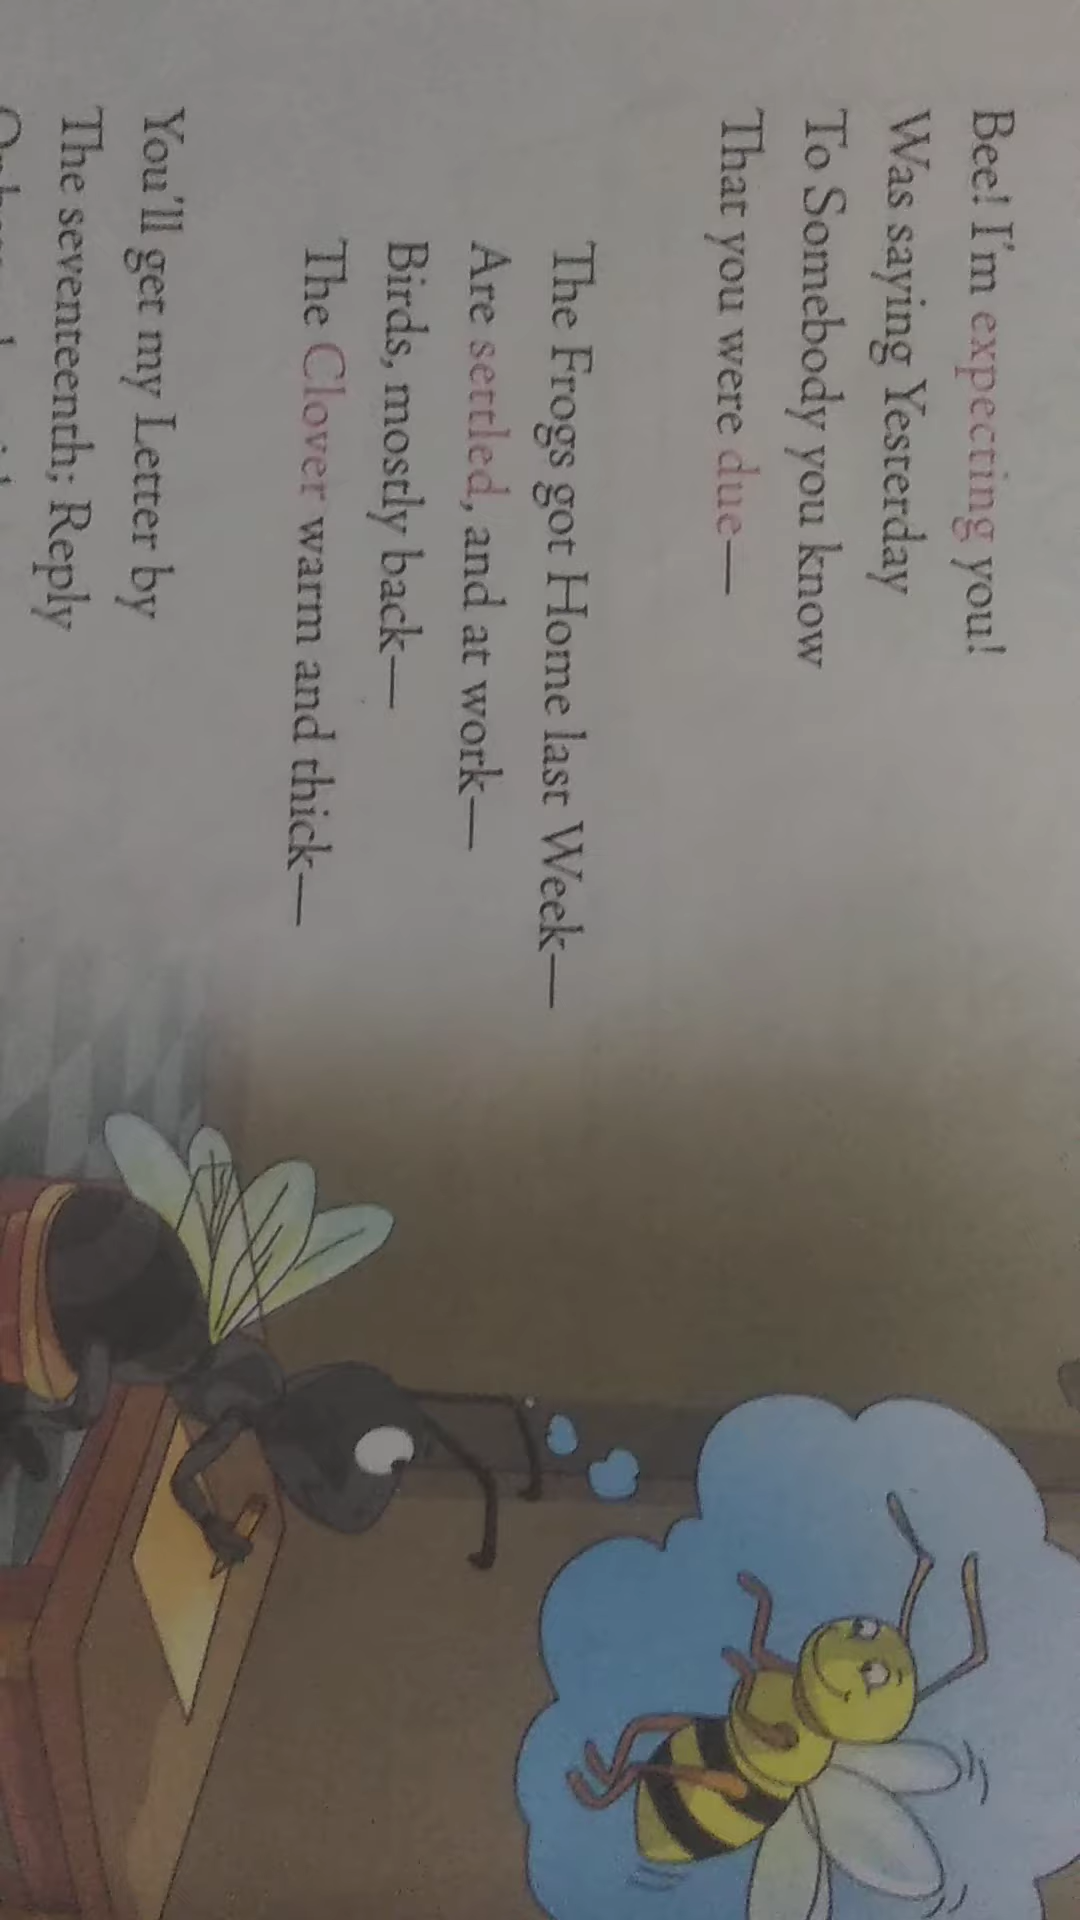 Bee! I'm expecting you!
Was saying Yesterday
To Somebody you know
That you were due—
The Frogs got Home last Week—
Are settled, and at work—
Birds, mostly back—
The Clover warm and thick—
You'll get my Letter by
The seventeenth; Reply